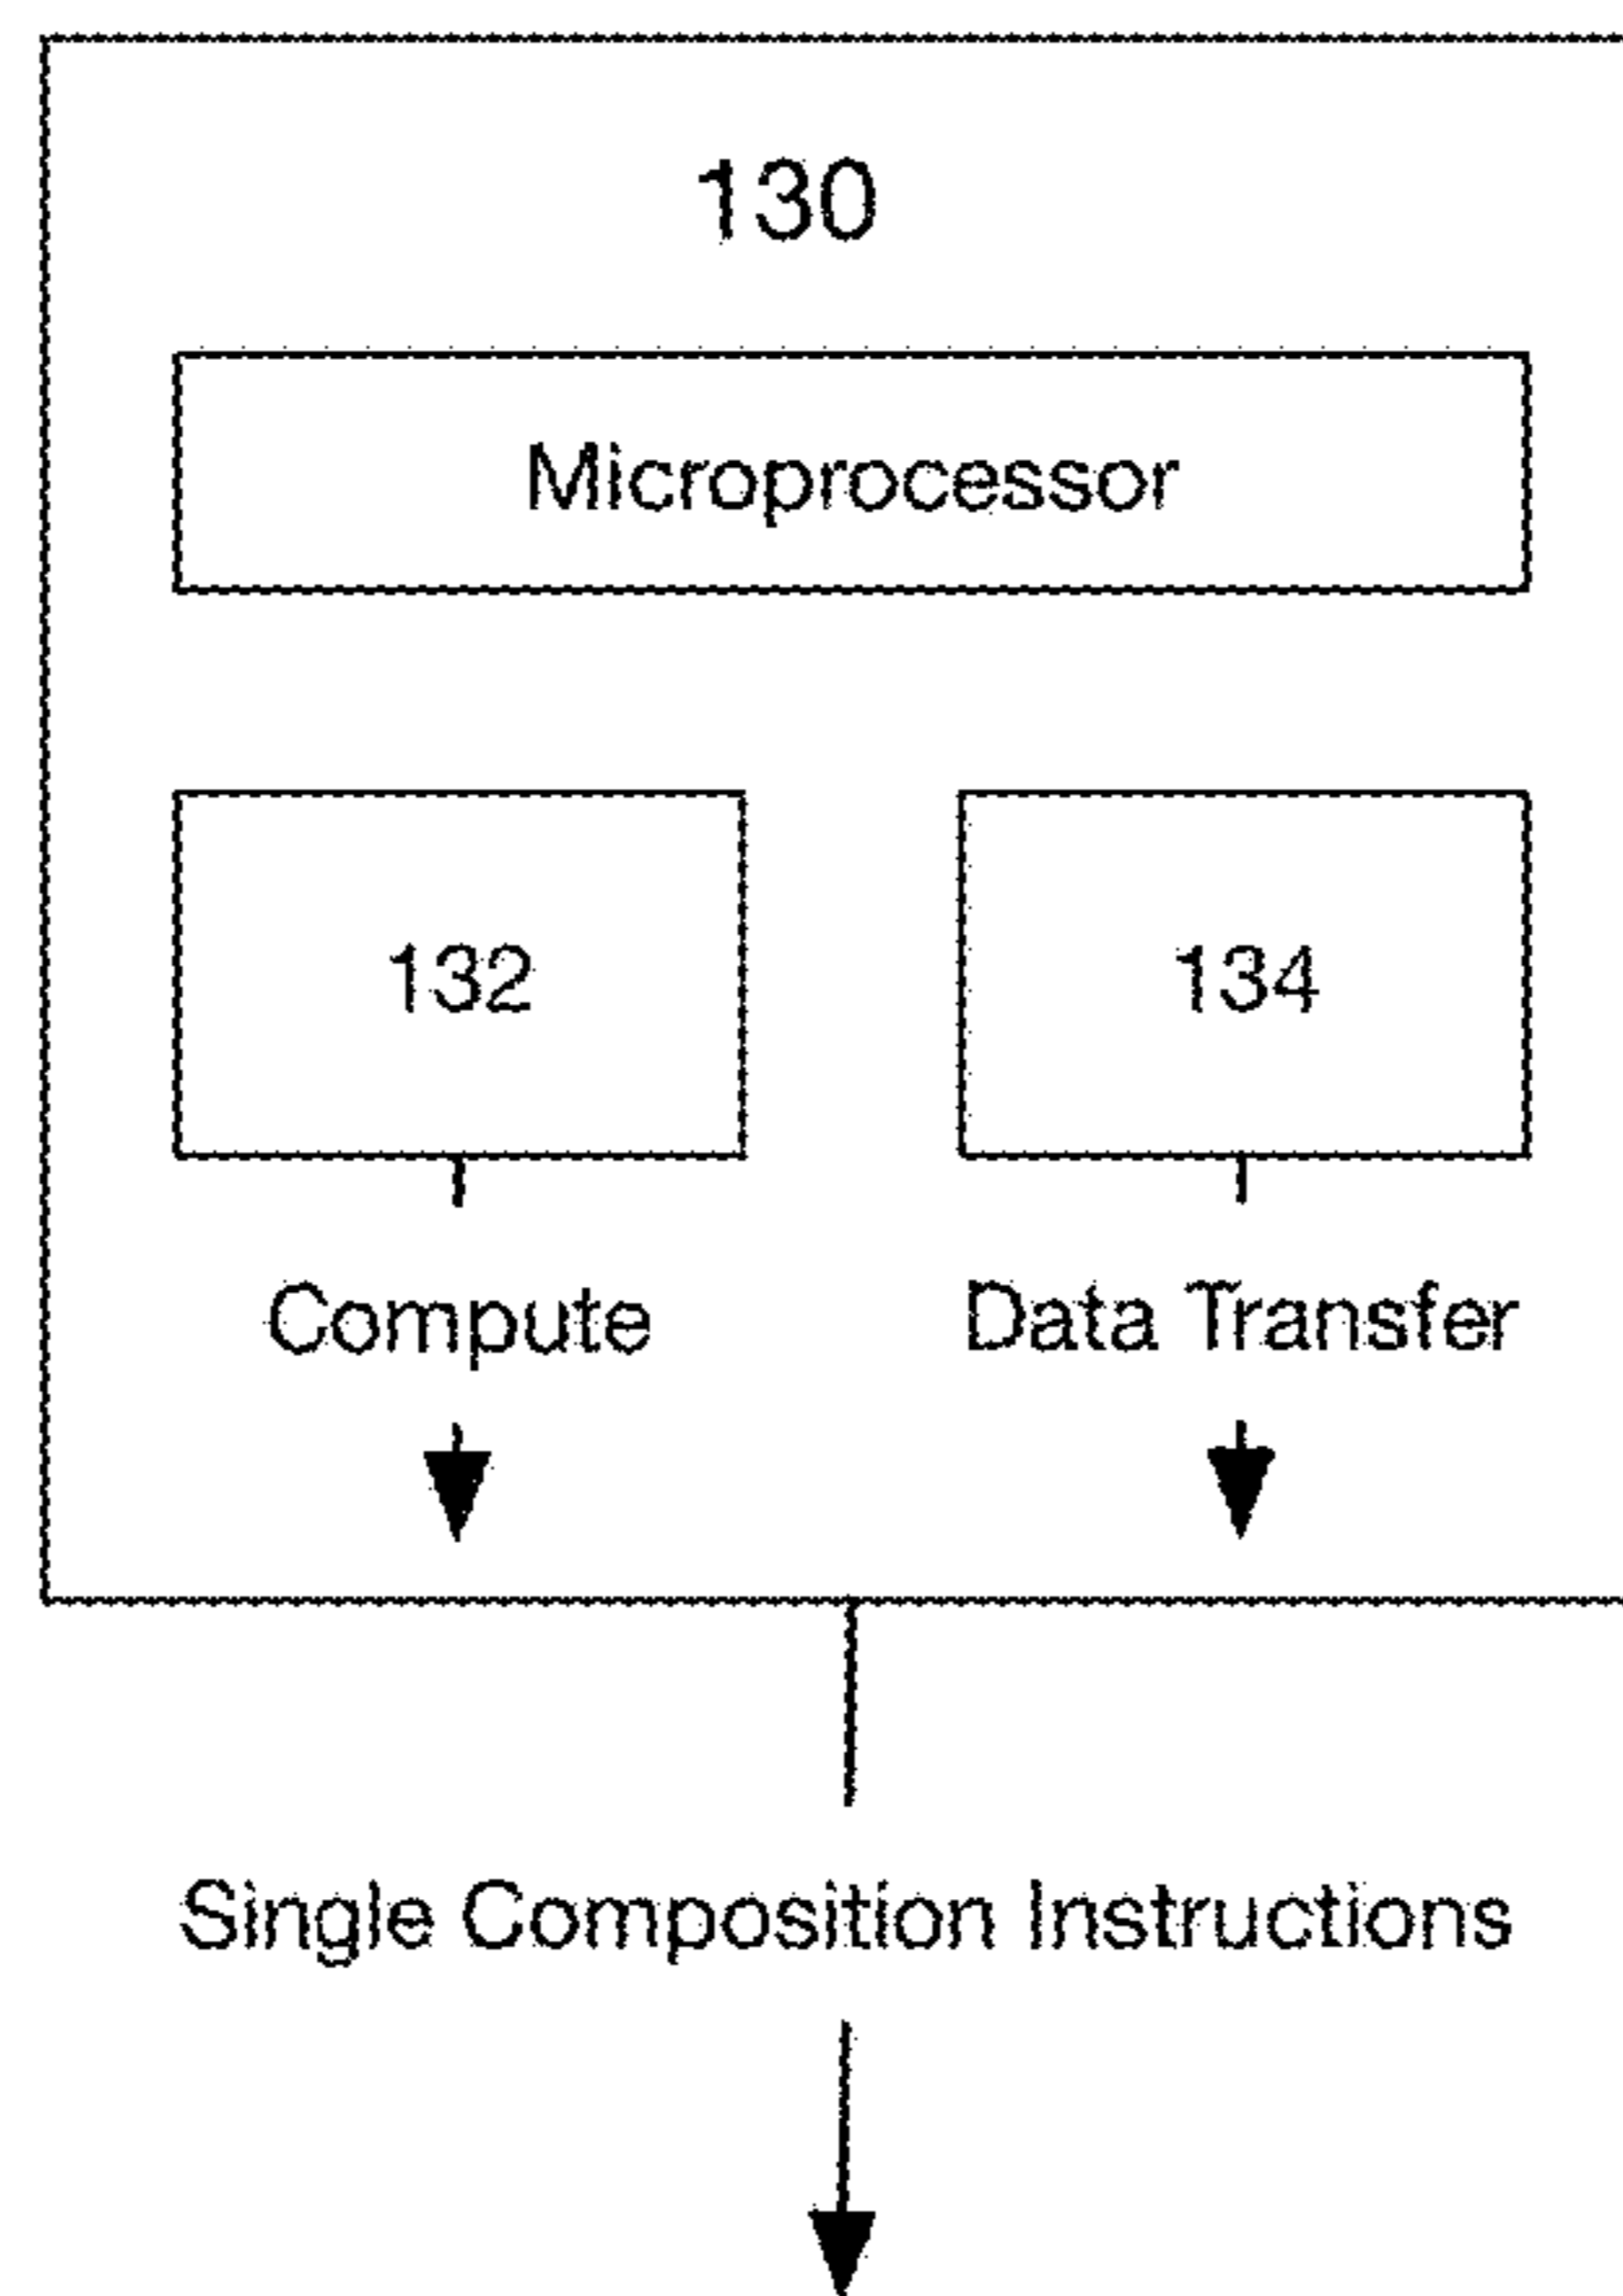 130
Microprocessor
132
134
Compute
Data Transfer
Single Composition Instructions